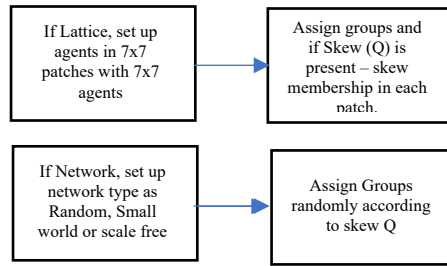 If Lattice, set up
agents in 7x7
patches with 7x7
agents
Assign groups and
if Skew (Q) is
present – skew
membership in each
patch.
If Network, set up
network type as
Random, Small
world or scale free
Assign Groups
randomly according
to skew Q